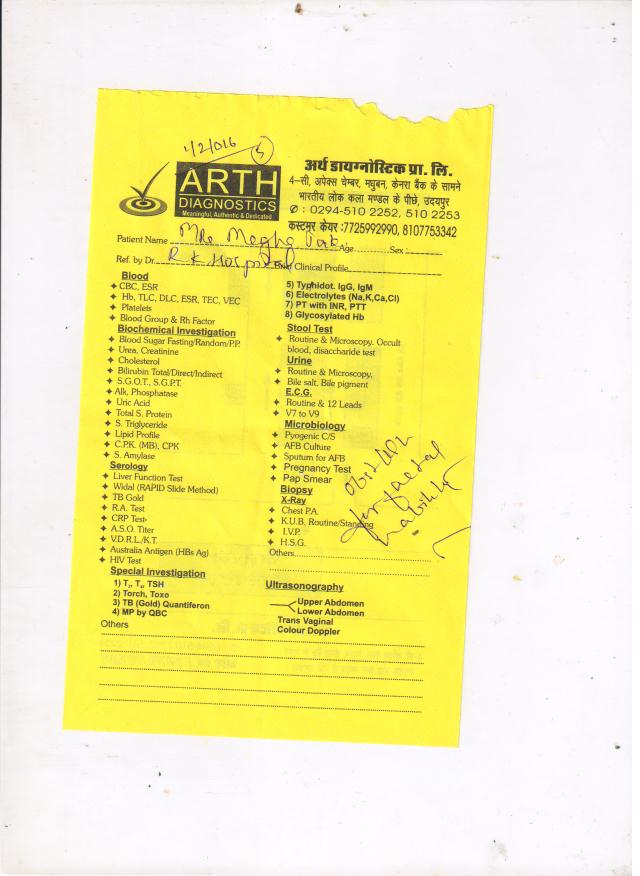 1/2/016 5
ARTH
DIAGNOSTICS
Meaningful, Authentic & Dedicated
अर्थ डायग्नोस्टिक प्रा. लि.
4-सी, अपेक्स चेम्बर, मधुबन, केनरा बैंक के सामने
भारतीय लोक कला मण्डल के पीछे, उदयपुर
✆ : 0294-510 2252, 510 2253
कस्टमर केयर :7725992990, 8107753342
Patient Name Mrs Megha Age Sex :
Ref. by Dr. R K Hospital Clinical Profile
Blood
✦ CBC, ESR
✦ Hb, TLC, DLC, ESR, TEC, VEC
✦ Platelets
✦ Blood Group & Rh Factor
Biochemical Investigation
✦ Blood Sugar Fasting/Random/P.P.
✦ Urea, Creatinine
✦ Cholesterol
✦ Bilirubin Total/Direct/Indirect
✦ S.G.O.T., S.G.P.T.
✦ Alk, Phosphatase
✦ Uric Acid
✦ Total S. Protein
✦ S. Triglyceride
✦ Lipid Profile
✦ C.P.K. (MB), CPK
✦ S. Amylase
Serology
✦ Liver Function Test
✦ Widal (RAPID Slide Method)
✦ TB Gold
✦ R.A. Test
✦ CRP Test
✦ A.S.O. Titer
✦ V.D.R.L./K.T.
✦ Australia Antigen (HBs Ag)
✦ HIV Test
Special Investigation
1) T₃, T₄, TSH
2) Torch, Toxo
3) TB (Gold) Quantiferon
4) MP by QBC
Others
5) Typhidot. IgG, IgM
6) Electrolytes (Na,K,Ca,Cl)
7) PT with INR, PTT
8) Glycosylated Hb
Stool Test
✦ Routine & Microscopy. Occult
blood, disaccharide test
Urine
✦ Routine & Microscopy,
✦ Bile salt, Bile pigment
E.C.G.
✦ Routine & 12 Leads
✦ V7 to V9
Microbiology
✦ Pyogenic C/S
✦ AFB Culture
✦ Sputum for AFB
✦ Pregnancy Test
✦ Pap Smear
Biopsy
X-Ray
✦ Chest P.A.
✦ K.U.B. Routine/Standing
✦ I.V.P.
✦ H.S.G.
Others
Ultrasonography
Upper Abdomen
Lower Abdomen
Trans Vaginal
Colour Doppler
for